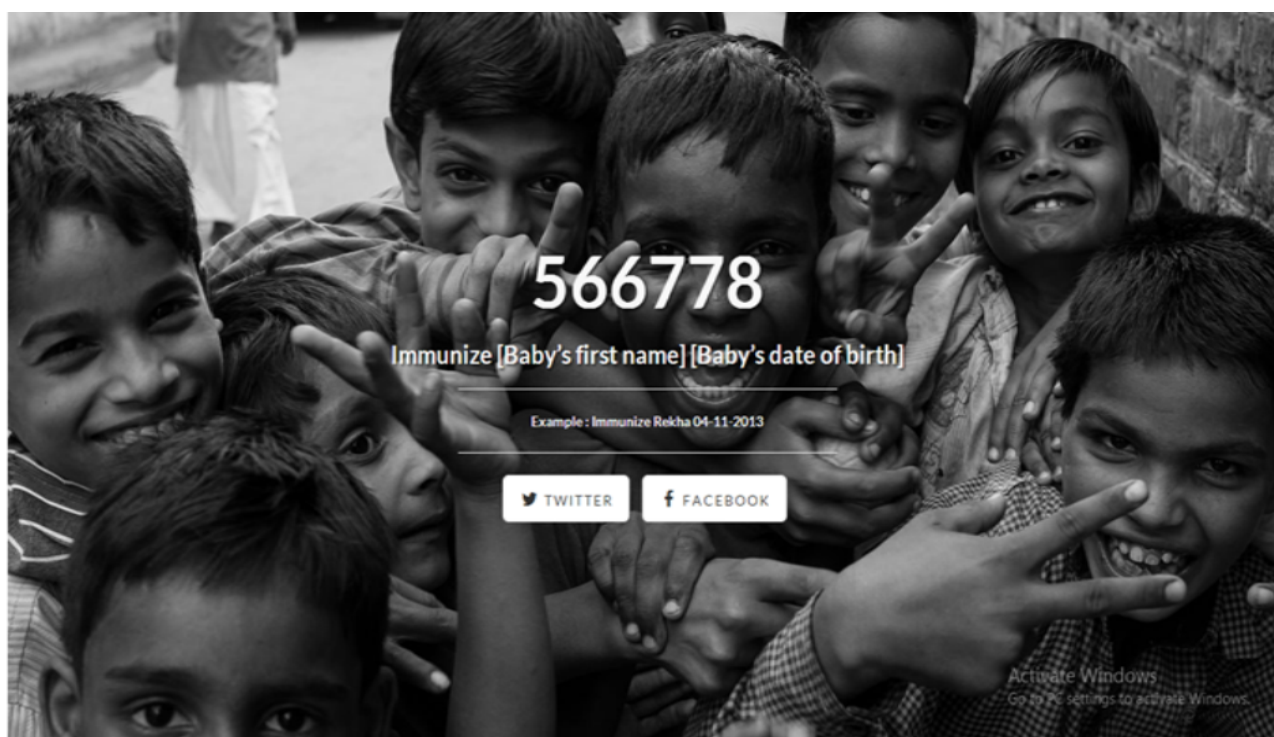 566778
Immunize [Baby's first name] [Baby's date of birth]
Example : Immunize Rekha 04-11-2013
TWITTER
FACEBOOK
Activate Windows
Go to PC settings to activate Windows.